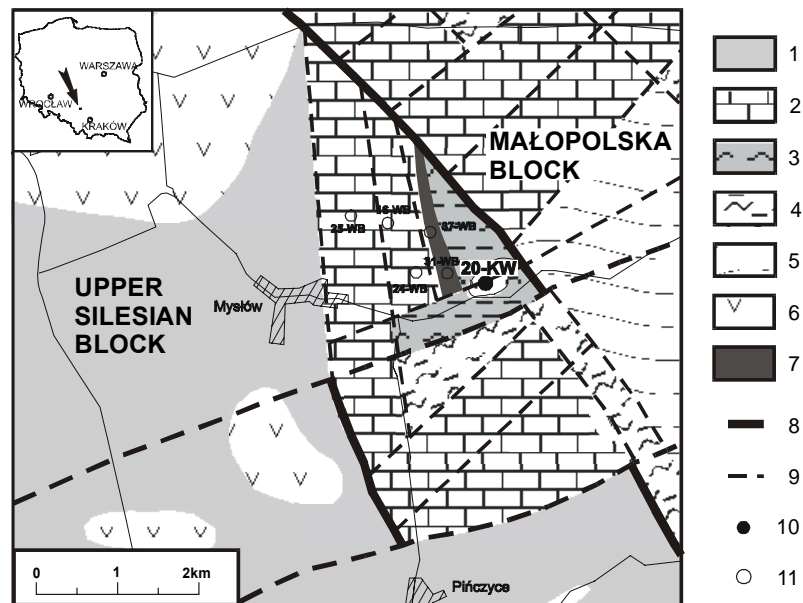 WARSZAWA
WROCŁAW
KRAKÓW
MAŁOPOLSKA
BLOCK
25-WB
16-WB
37-WB
24-WB
31-WB
20-KW
UPPER
SILESIAN
BLOCK
Mysłów
Pińczyce
0 1 2km
1
2
3
4
5
6
7
8
9
10
11